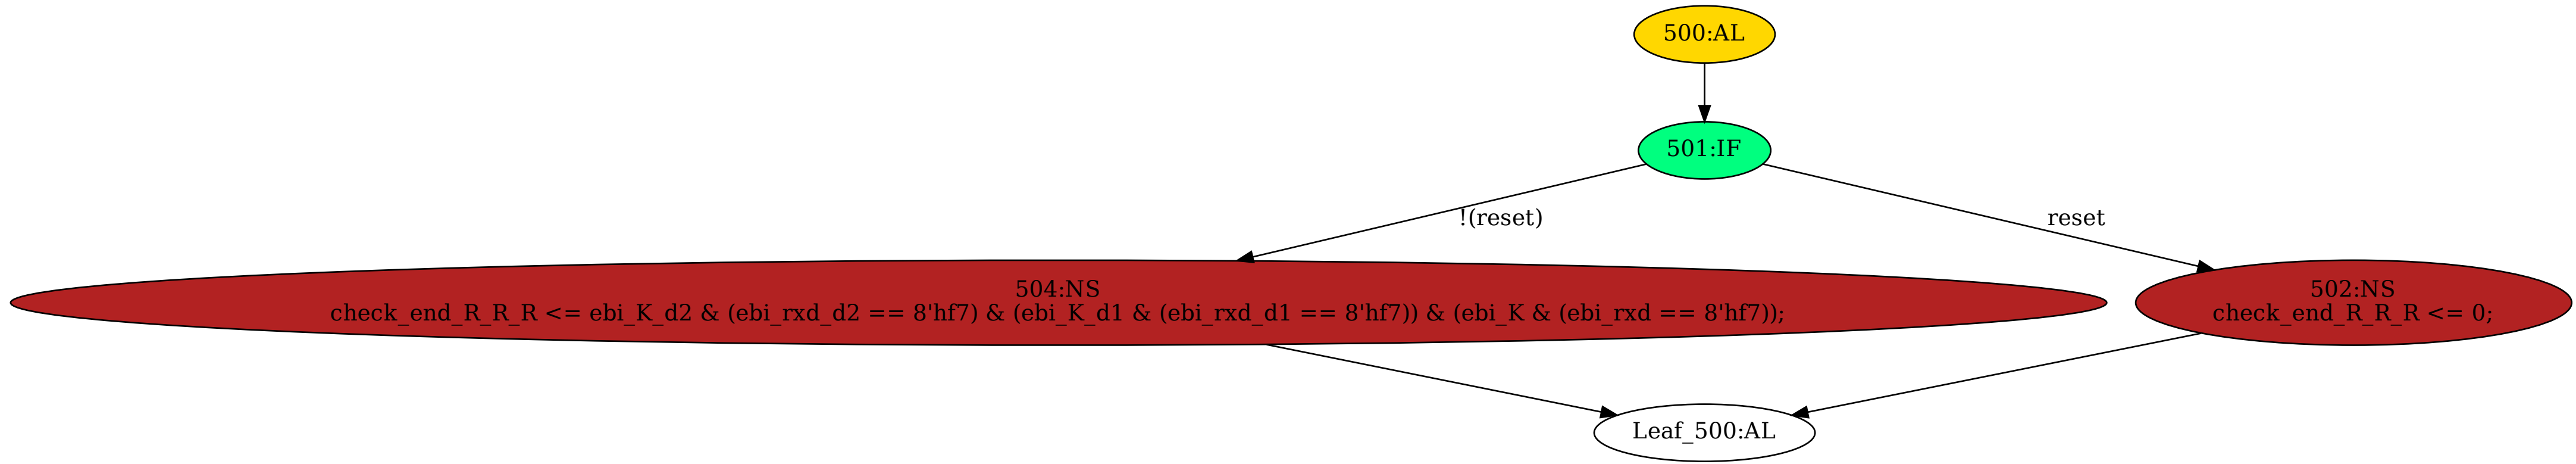 500:AL
501:IF
!(reset)
reset
504:NS
check_end_R_R_R <= ebi_K_d2 & (ebi_rxd_d2 == 8'hf7) & (ebi_K_d1 & (ebi_rxd_d1 == 8'hf7)) & (ebi_K & (ebi_rxd == 8'hf7));
502:NS
check_end_R_R_R <= 0;
Leaf_500:AL